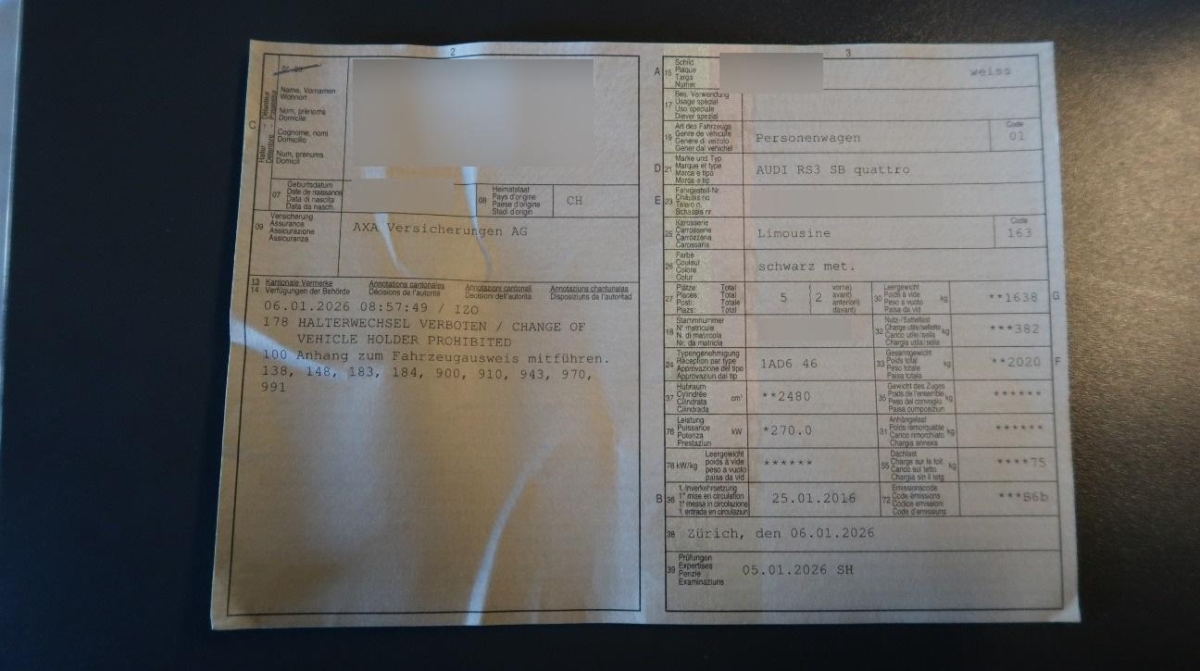 2
Name, Vornamen
Wohnort
Nom, prénoms
Domicile
Cognome, nomi
Domicilio
Num, prenums
Domicil
C
07
Geburtsdatum
Date de naissance
Data di nascita
Data da nasch.
08
Heimatstaat
Pays d'origine
Paese d'origine
Stadi d'origin
CH
09
Versicherung
Assurance
Assicurazione
Assicuranza
AXA Versicherungen AG
13 Kantonale Vermerke Annotations cantonales Annotazioni cantonali Annotaziuns chantunalas
14 Verfügungen der Behörde Décisions de l'autorité Decisioni dell'autorità Disposiziuns da l'autoritad
06.01.2026 08:57:49 / IZO
178 HALTERWECHSEL VERBOTEN / CHANGE OF
VEHICLE HOLDER PROHIBITED
100 Anhang zum Fahrzeugausweis mitführen.
138, 148, 183, 184, 900, 910, 943, 970,
991
3
A 15
Schild
Plaque
Targa
Numer
weiss
17
Bes. Verwendung
Usage spécial
Uso speciale
Diever spezial
19
Art des Fahrzeugs
Genre de véhicule
Genere di veicolo
Gener dal vehichel
Personenwagen
Code
01
D 21
Marke und Typ
Marque et type
Marca e tipo
Marca e tip
AUDI RS3 SB quattro
E 23
Fahrgestell-Nr.
Châssis no
Telaio n.
Schassis nr.
25
Karosserie
Carrosserie
Carrozzeria
Carossaria
Limousine
Code
163
26
Farbe
Couleur
Colore
Colur
schwarz met.
27
Plätze Total
Places Total
Posti Totale
Plazs Total
5
2
vorne)
avant)
anteriori)
davant)
30
Leergewicht
Poids à vide
Peso a vuoto
Paisa da vid
kg
**1638
G
18
Stammnummer
N° matricule
N. di matricola
Nr. da matricla
32
Nutz-/Sattellast
Charge utile/sellette
Carico utile/sella
Chargia utila/sella
kg
***382
24
Typengenehmigung
Réception par type
Approvazione del tipo
Approvaziun dal tip
1AD6 46
33
Gesamtgewicht
Poids total
Peso totale
Paisa totala
kg
**2020
F
37
Hubraum
Cylindrée
Cilindrata
Cilindrada
cm³
**2480
35
Gewicht des Zuges
Poids de l'ensemble
Peso del convoglio
Paisa cumposiziun
kg
******
76
Leistung
Puissance
Potenza
Prestaziun
kW
*270.0
31
Anhängelast
Poids remorquable
Carico rimorchiato
Chargia annexa
kg
******
78 kW/kg
Leergewicht
poids à vide
peso a vuoto
paisa da vid
******
55
Dachlast
Charge sur le toit
Carico sul tetto
Chargia sin il tetg
kg
****75
B 36
1. Inverkehrsetzung
1re mise en circulation
1a messa in circolazione
1. entrada en circulaziun
25.01.2016
72
Emissionscode
Code émissions
Codice emissioni
Code d'emissiuns
***B6b
38
Zürich, den 06.01.2026
39
Prüfungen
Expertises
Perizie
Examinaziuns
05.01.2026 SH